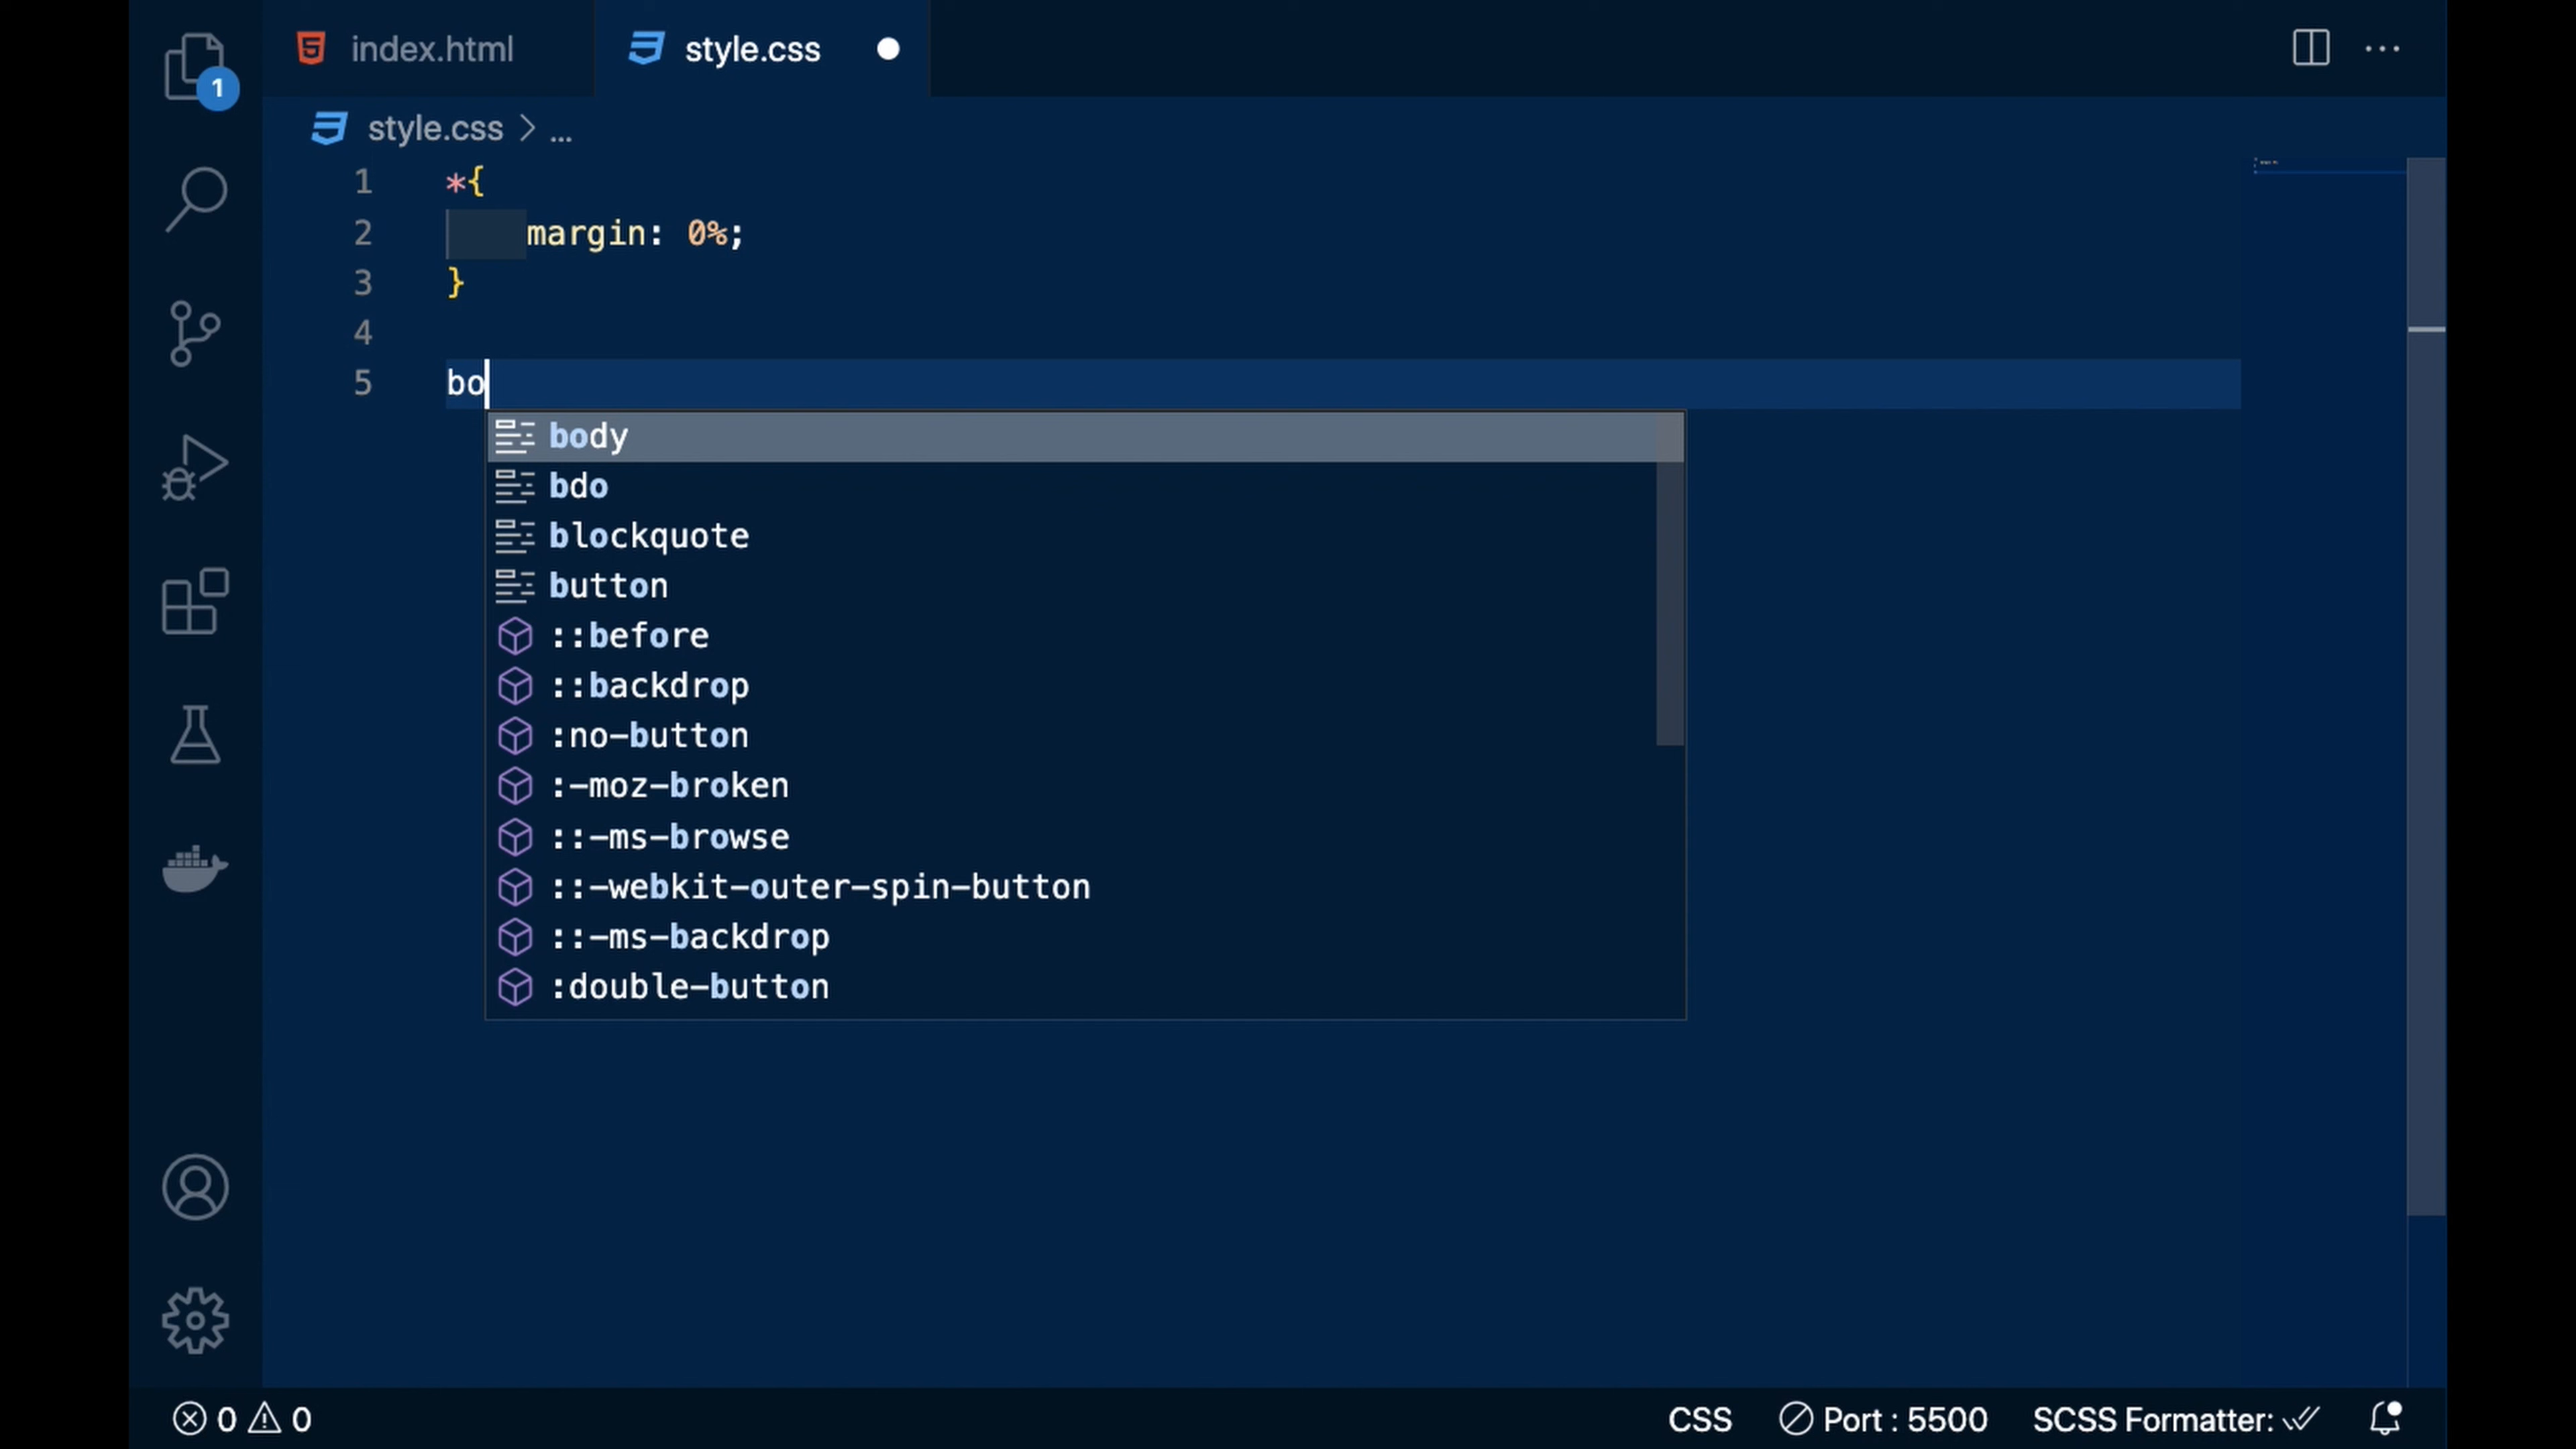 index.html
style.css
1
style.css > ...
1 *{
2 margin: 0%;
3 }
4
5 bo
body
bdo
blockquote
button
::before
::backdrop
:no-button
:-moz-broken
::-ms-browse
::-webkit-outer-spin-button
::-ms-backdrop
:double-button
0 0
CSS
Port : 5500
SCSS Formatter: